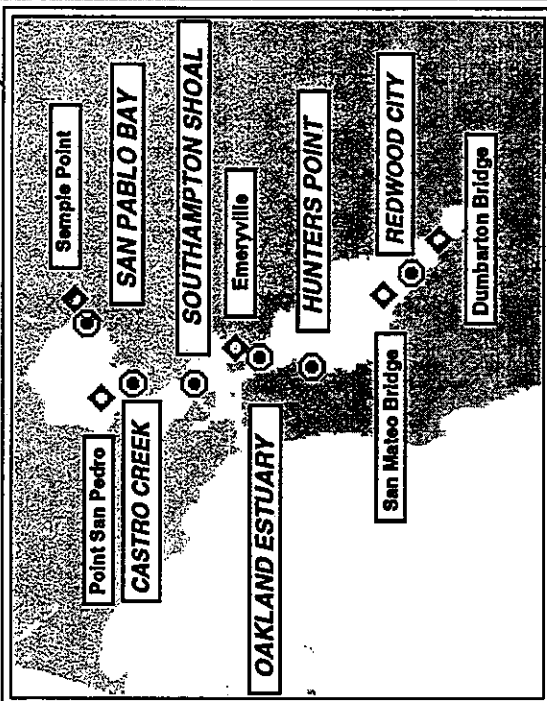 Semple Point
SAN PABLO BAY
SOUTHAMPTON SHOAL
Emeryville
HUNTERS POINT
REDWOOD CITY
Dumbarton Bridge
Point San Pedro
CASTRO CREEK
OAKLAND ESTUARY
San Mateo Bridge